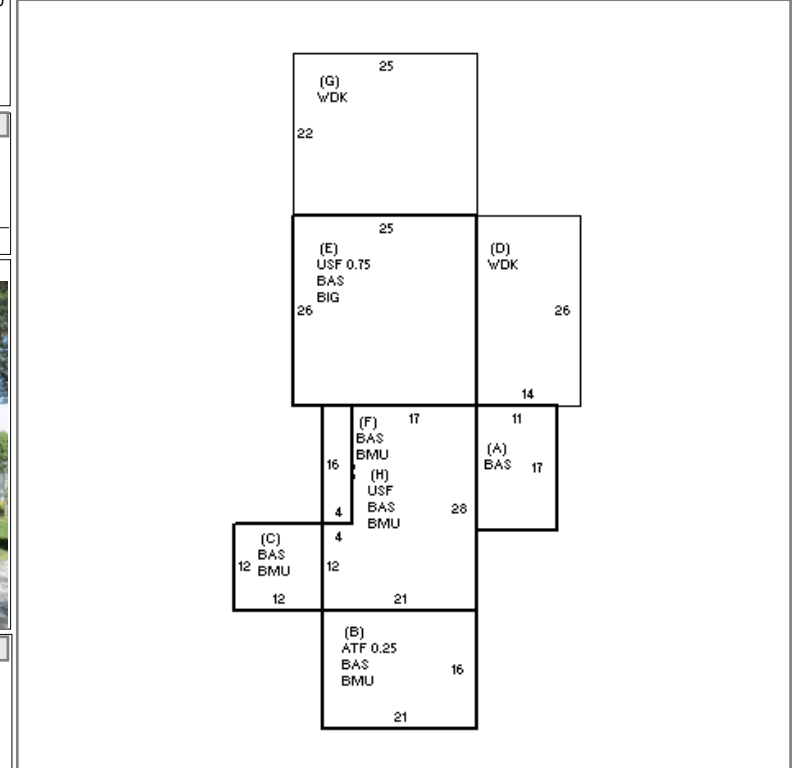 25
(G)
WDK
22
25
(E)
USF 0.75
BAS
BIG
26
(D)
WDK
26
14
17
11
(F)
BAS
BMU
16
(A)
BAS
17
(H)
USF
BAS
BMU
28
4
4
(C)
BAS
BMU
12
12
12
21
(B)
ATF 0.25
BAS
BMU
16
21